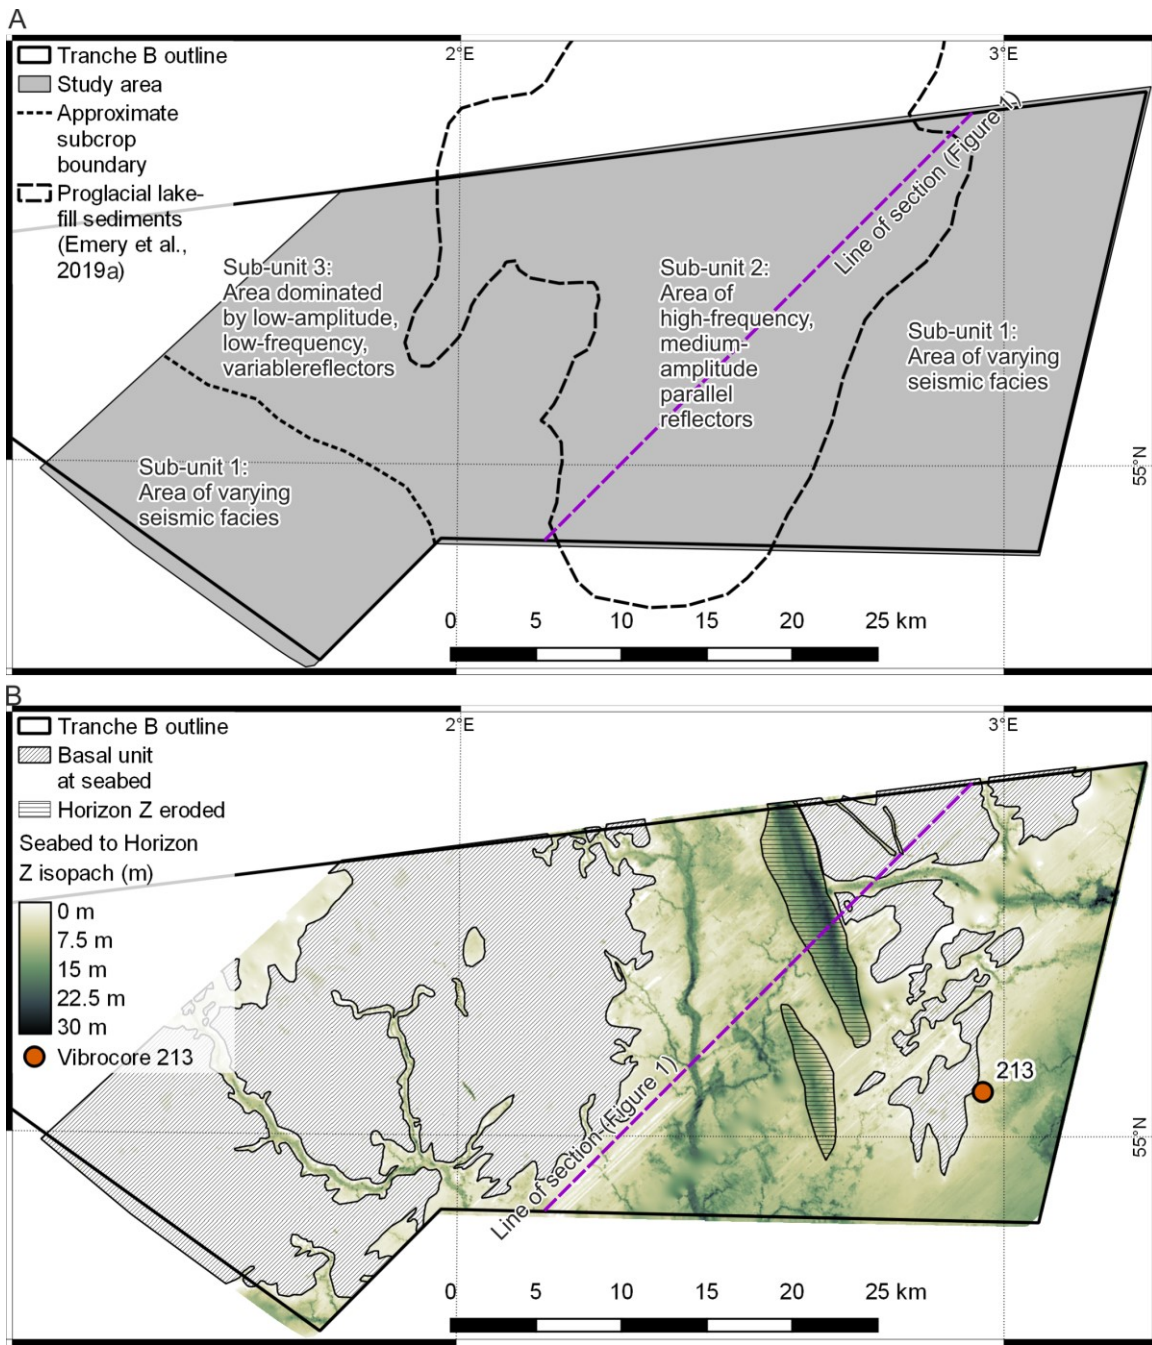 A
Tranche B outline
Study area
Approximate
subcrop
boundary
Proglacial lake-
fill sediments
(Emery et al.,
2019a)
2°E
3°E
Line of section (Figure 1)
Sub-unit 3:
Area dominated
by low-amplitude,
low-frequency,
variablereflectors
Sub-unit 2:
Area of
high-frequency,
medium-
amplitude
parallel
reflectors
Sub-unit 1:
Area of varying
seismic facies
Sub-unit 1:
Area of varying
seismic facies
55°N
0 5 10 15 20 25 km
B
Tranche B outline
Basal unit
at seabed
Horizon Z eroded
Seabed to Horizon
Z isopach (m)
0 m
7.5 m
15 m
22.5 m
30 m
Vibrocore 213
2°E
3°E
213
Line of section (Figure 1)
55°N
0 5 10 15 20 25 km